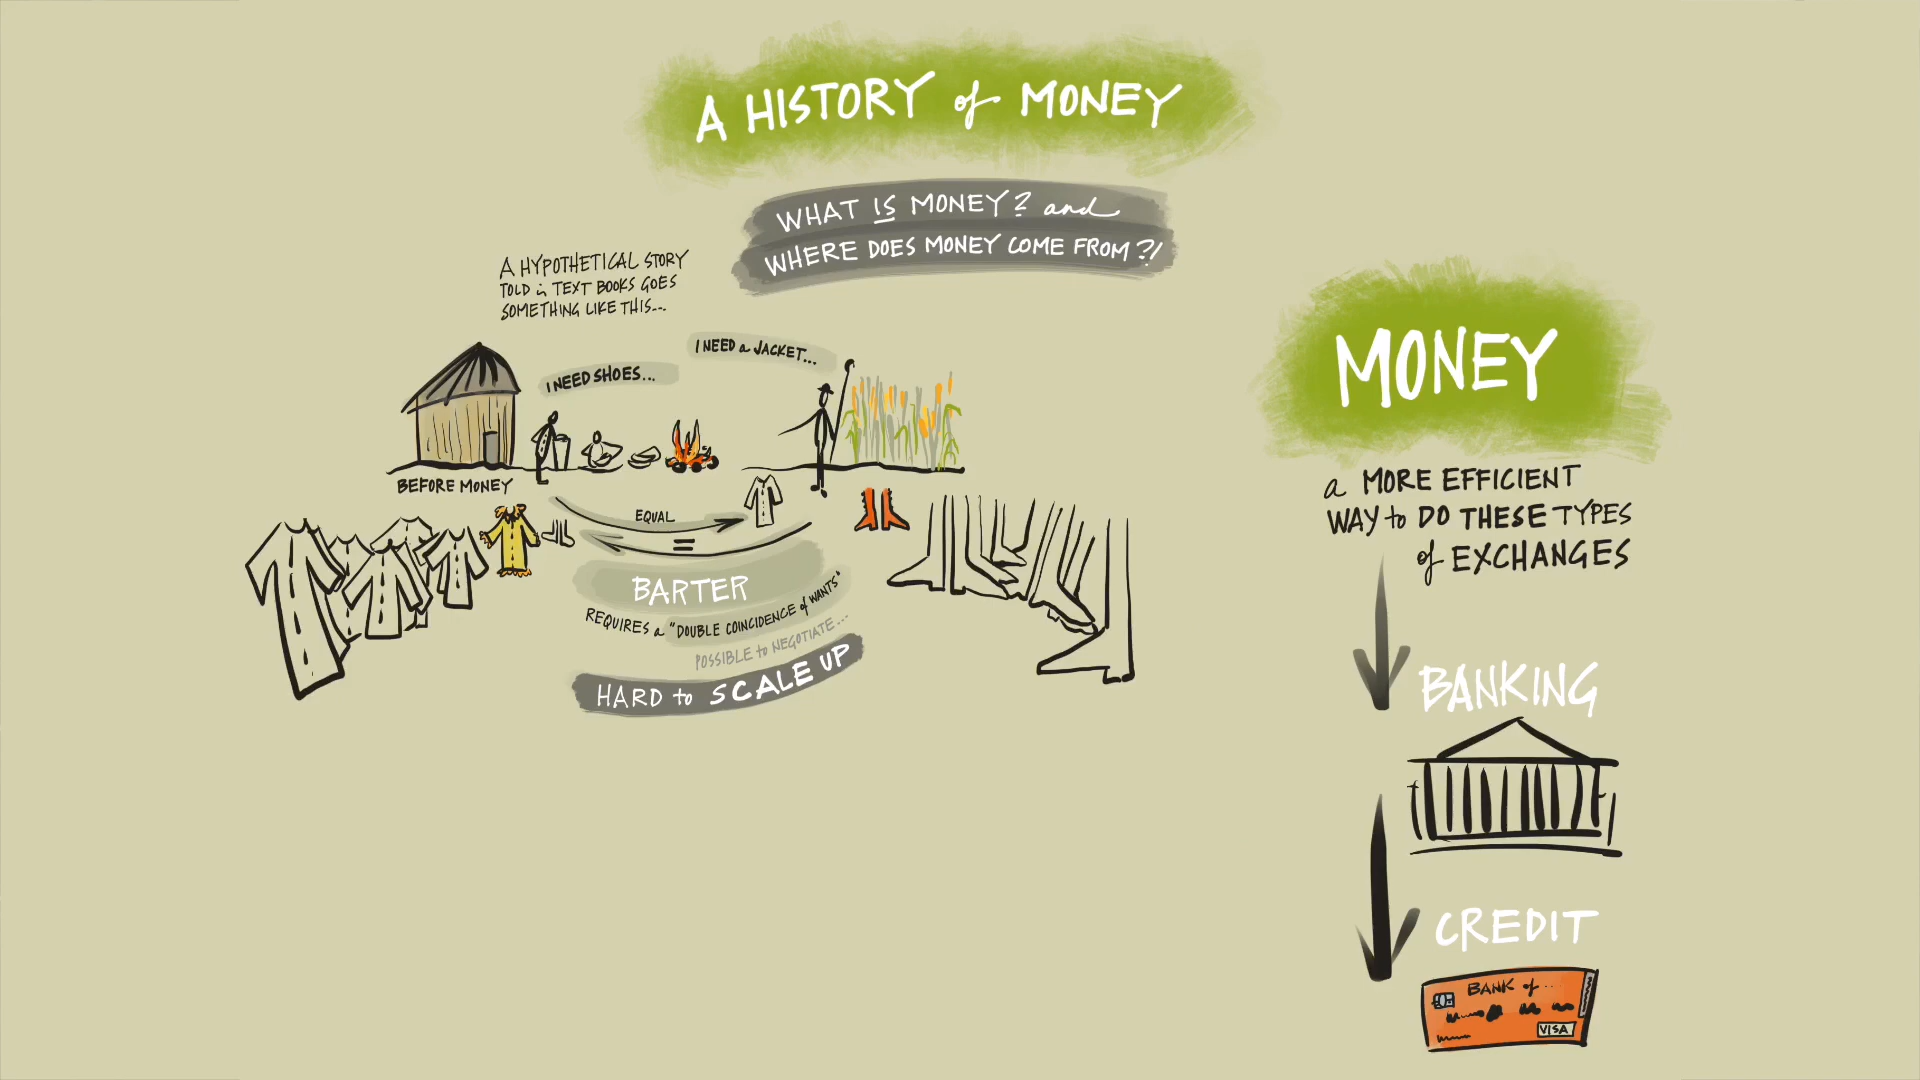 A HISTORY of MONEY
WHAT IS MONEY? and
WHERE DOES MONEY COME FROM?!
A HYPOTHETICAL STORY
TOLD in TEXT BOOKS GOES
SOMETHING LIKE THIS...
I NEED SHOES...
I NEED a JACKET...
BEFORE MONEY
EQUAL
=
BARTER
REQUIRES a "DOUBLE COINCIDENCE of WANTS"
POSSIBLE to NEGOTIATE...
HARD to SCALE UP
MONEY
a MORE EFFICIENT
WAY to DO THESE TYPES
of EXCHANGES
BANKING
CREDIT
BANK of...
VISA